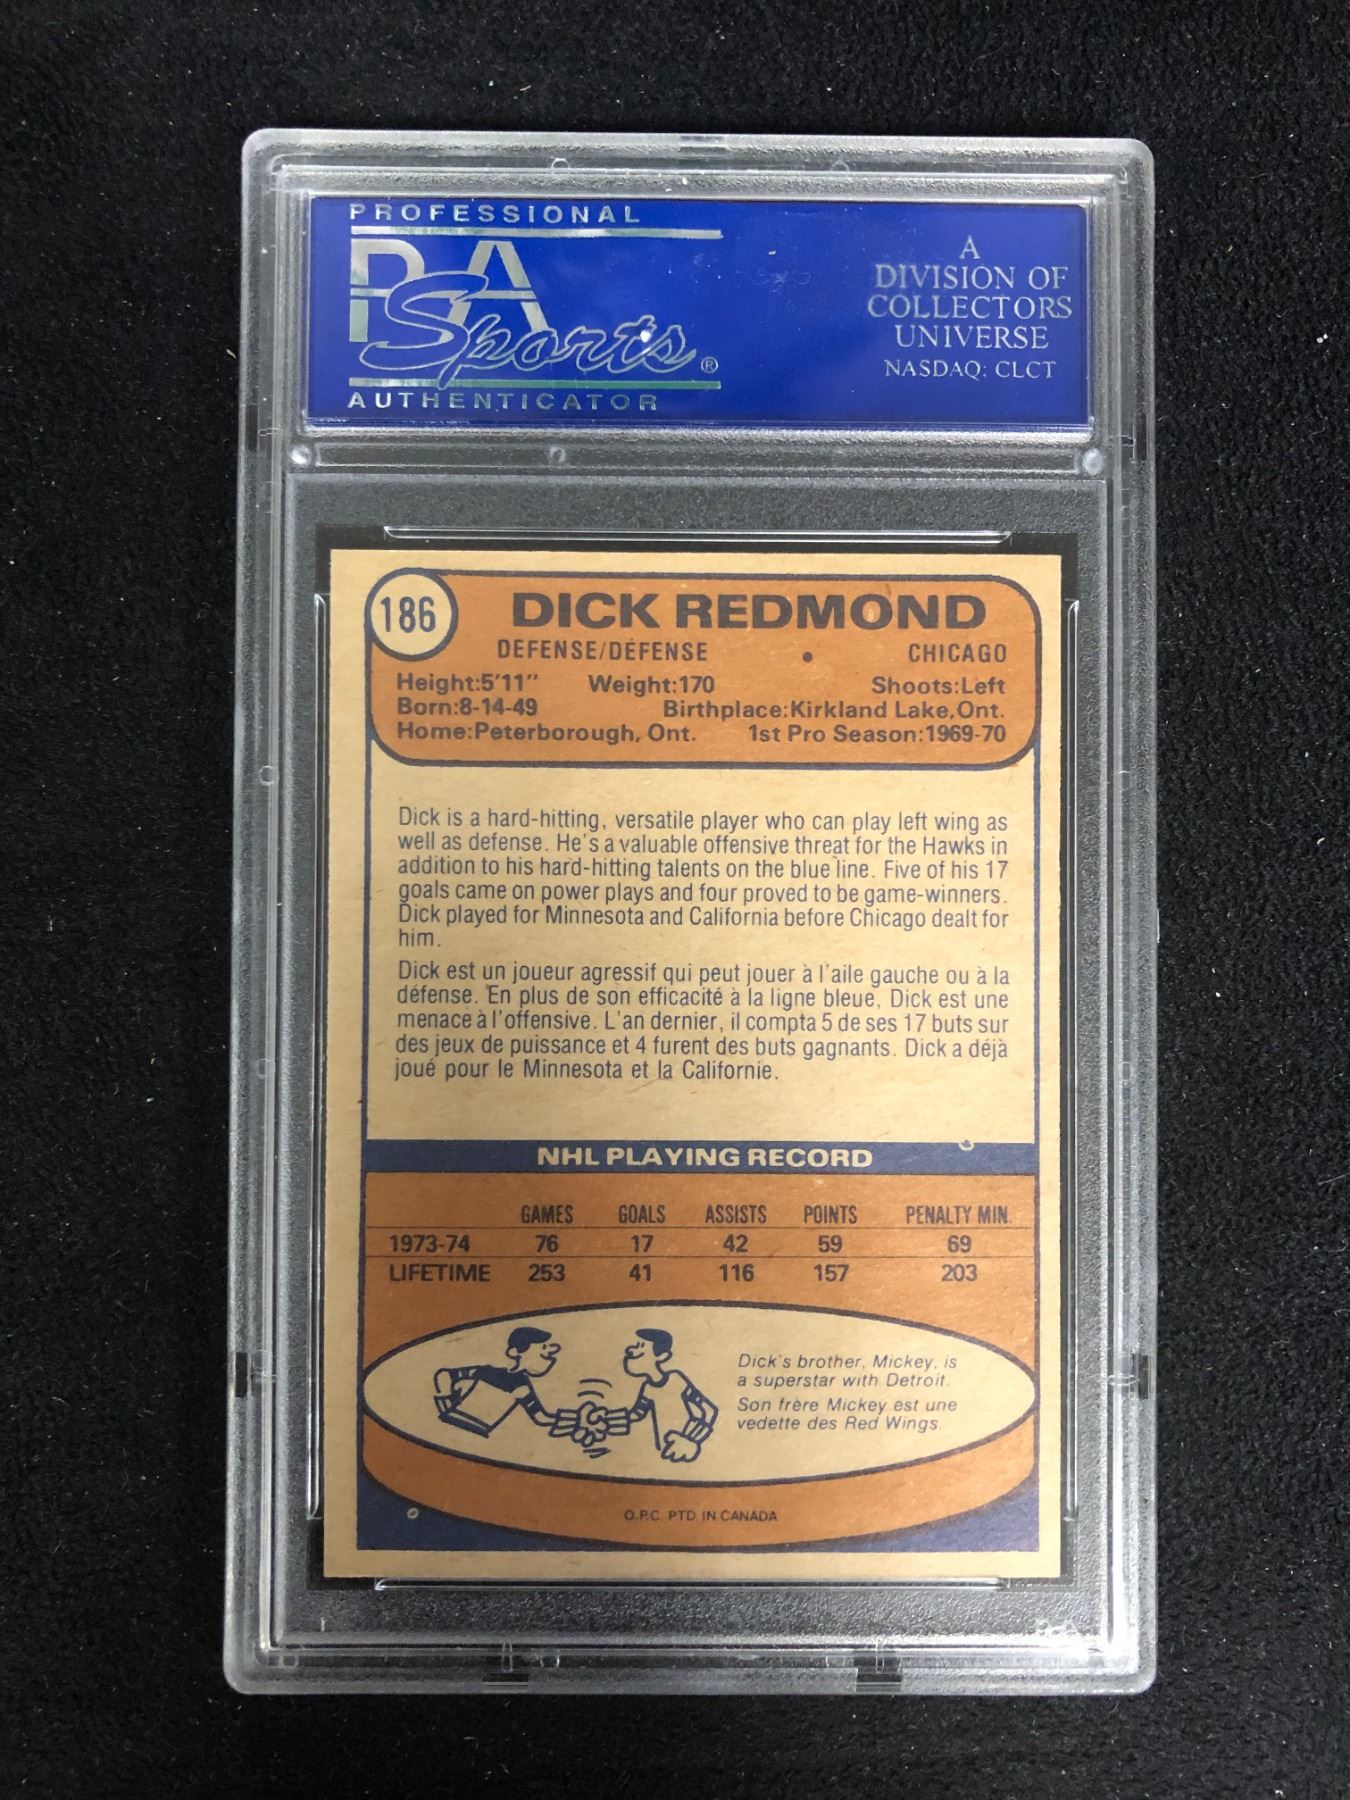 PROFESSIONAL
PSA
Sports®
AUTHENTICATOR
A
DIVISION OF
COLLECTORS
UNIVERSE
NASDAQ: CLCT
186
DICK REDMOND
DEFENSE/DÉFENSE • CHICAGO
Height:5'11" Weight:170 Shoots:Left
Born:8-14-49 Birthplace:Kirkland Lake,Ont.
Home:Peterborough, Ont. 1st Pro Season:1969-70
Dick is a hard-hitting, versatile player who can play left wing as
well as defense. He's a valuable offensive threat for the Hawks in
addition to his hard-hitting talents on the blue line. Five of his 17
goals came on power plays and four proved to be game-winners.
Dick played for Minnesota and California before Chicago dealt for
him.
Dick est un joueur agressif qui peut jouer à l'aile gauche ou à la
défense. En plus de son efficacité à la ligne bleue, Dick est une
menace à l'offensive. L'an dernier, il compta 5 de ses 17 buts sur
des jeux de puissance et 4 furent des buts gagnants. Dick a déjà
joué pour le Minnesota et la Californie.
NHL PLAYING RECORD
GAMES GOALS ASSISTS POINTS PENALTY MIN.
1973-74 76 17 42 59 69
LIFETIME 253 41 116 157 203
Dick's brother, Mickey, is
a superstar with Detroit.
Son frère Mickey est une
vedette des Red Wings.
O.P.C. PTD. IN CANADA